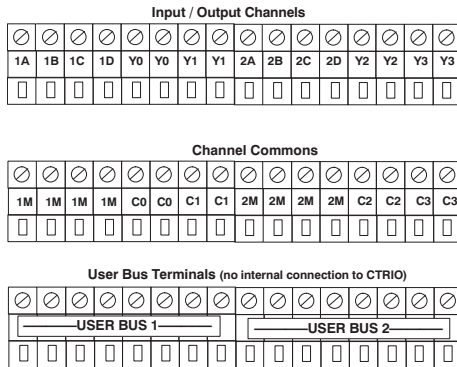 Input / Output Channels
1A 1B 1C 1D Y0 Y0 Y1 Y1 2A 2B 2C 2D Y2 Y2 Y3 Y3
Channel Commons
1M 1M 1M 1M C0 C0 C1 C1 2M 2M 2M 2M C2 C2 C3 C3
User Bus Terminals (no internal connection to CTRIO)
USER BUS 1 USER BUS 2